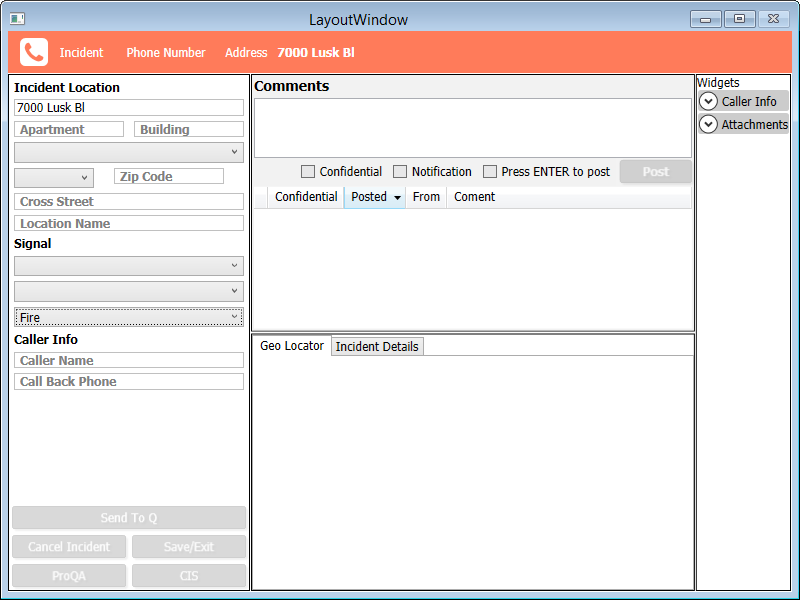 LayoutWindow
Incident Phone Number Address 7000 Lusk Bl
Incident Location
7000 Lusk Bl
Apartment Building
Zip Code
Cross Street
Location Name
Signal
Fire
Caller Info
Caller Name
Call Back Phone
Send To Q
Cancel Incident Save/Exit
ProQA CIS
Comments
Confidential Notification Press ENTER to post Post
Confidential Posted From Coment
Geo Locator Incident Details
Widgets
Caller Info
Attachments